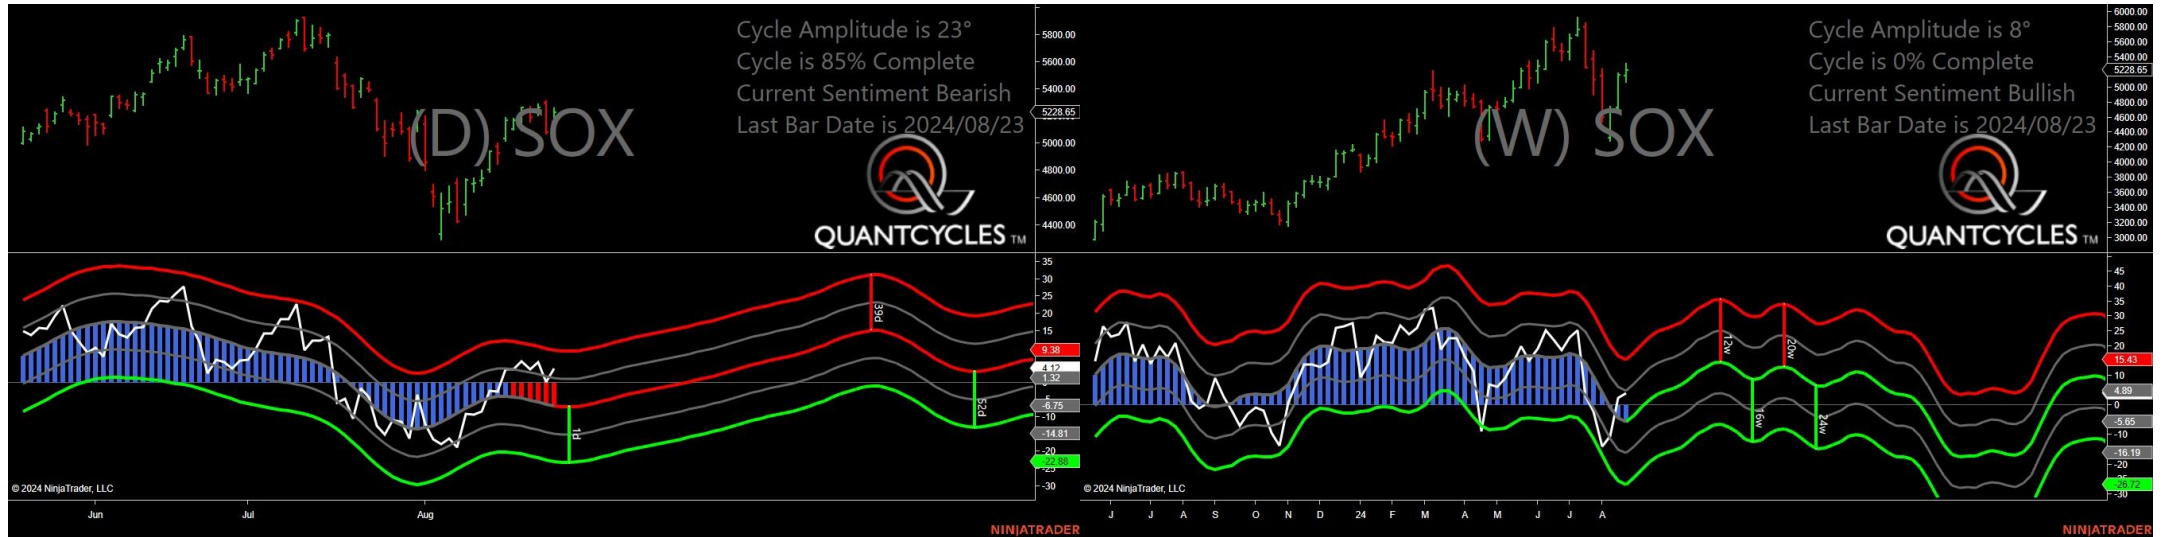 Cycle Amplitude is 23°
Cycle is 85% Complete
Current Sentiment Bearish
Last Bar Date is 2024/08/23
(D) SOX
QUANTCYCLES TM
5800.00
5600.00
5400.00
5228.65
5000.00
4800.00
4600.00
4400.00
35
30
25
20
15
9.38
4.12
1.32
-6.75
-10
-14.81
-20
-22.88
-30
39d
1d
52d
© 2024 NinjaTrader, LLC
Jun
Jul
Aug
NINJATRADER
Cycle Amplitude is 8°
Cycle is 0% Complete
Current Sentiment Bullish
Last Bar Date is 2024/08/23
(W) SOX
QUANTCYCLES TM
6000.00
5800.00
5600.00
5400.00
5228.65
5000.00
4800.00
4600.00
4400.00
4200.00
4000.00
3800.00
3600.00
3400.00
3200.00
3000.00
45
40
35
30
25
20
15.43
10
4.89
0
-5.65
-10
-16.19
-20
-26.72
-30
12w
20w
16w
24w
© 2024 NinjaTrader, LLC
J
J
A
S
O
N
D
24
F
M
A
M
J
J
A
NINJATRADER